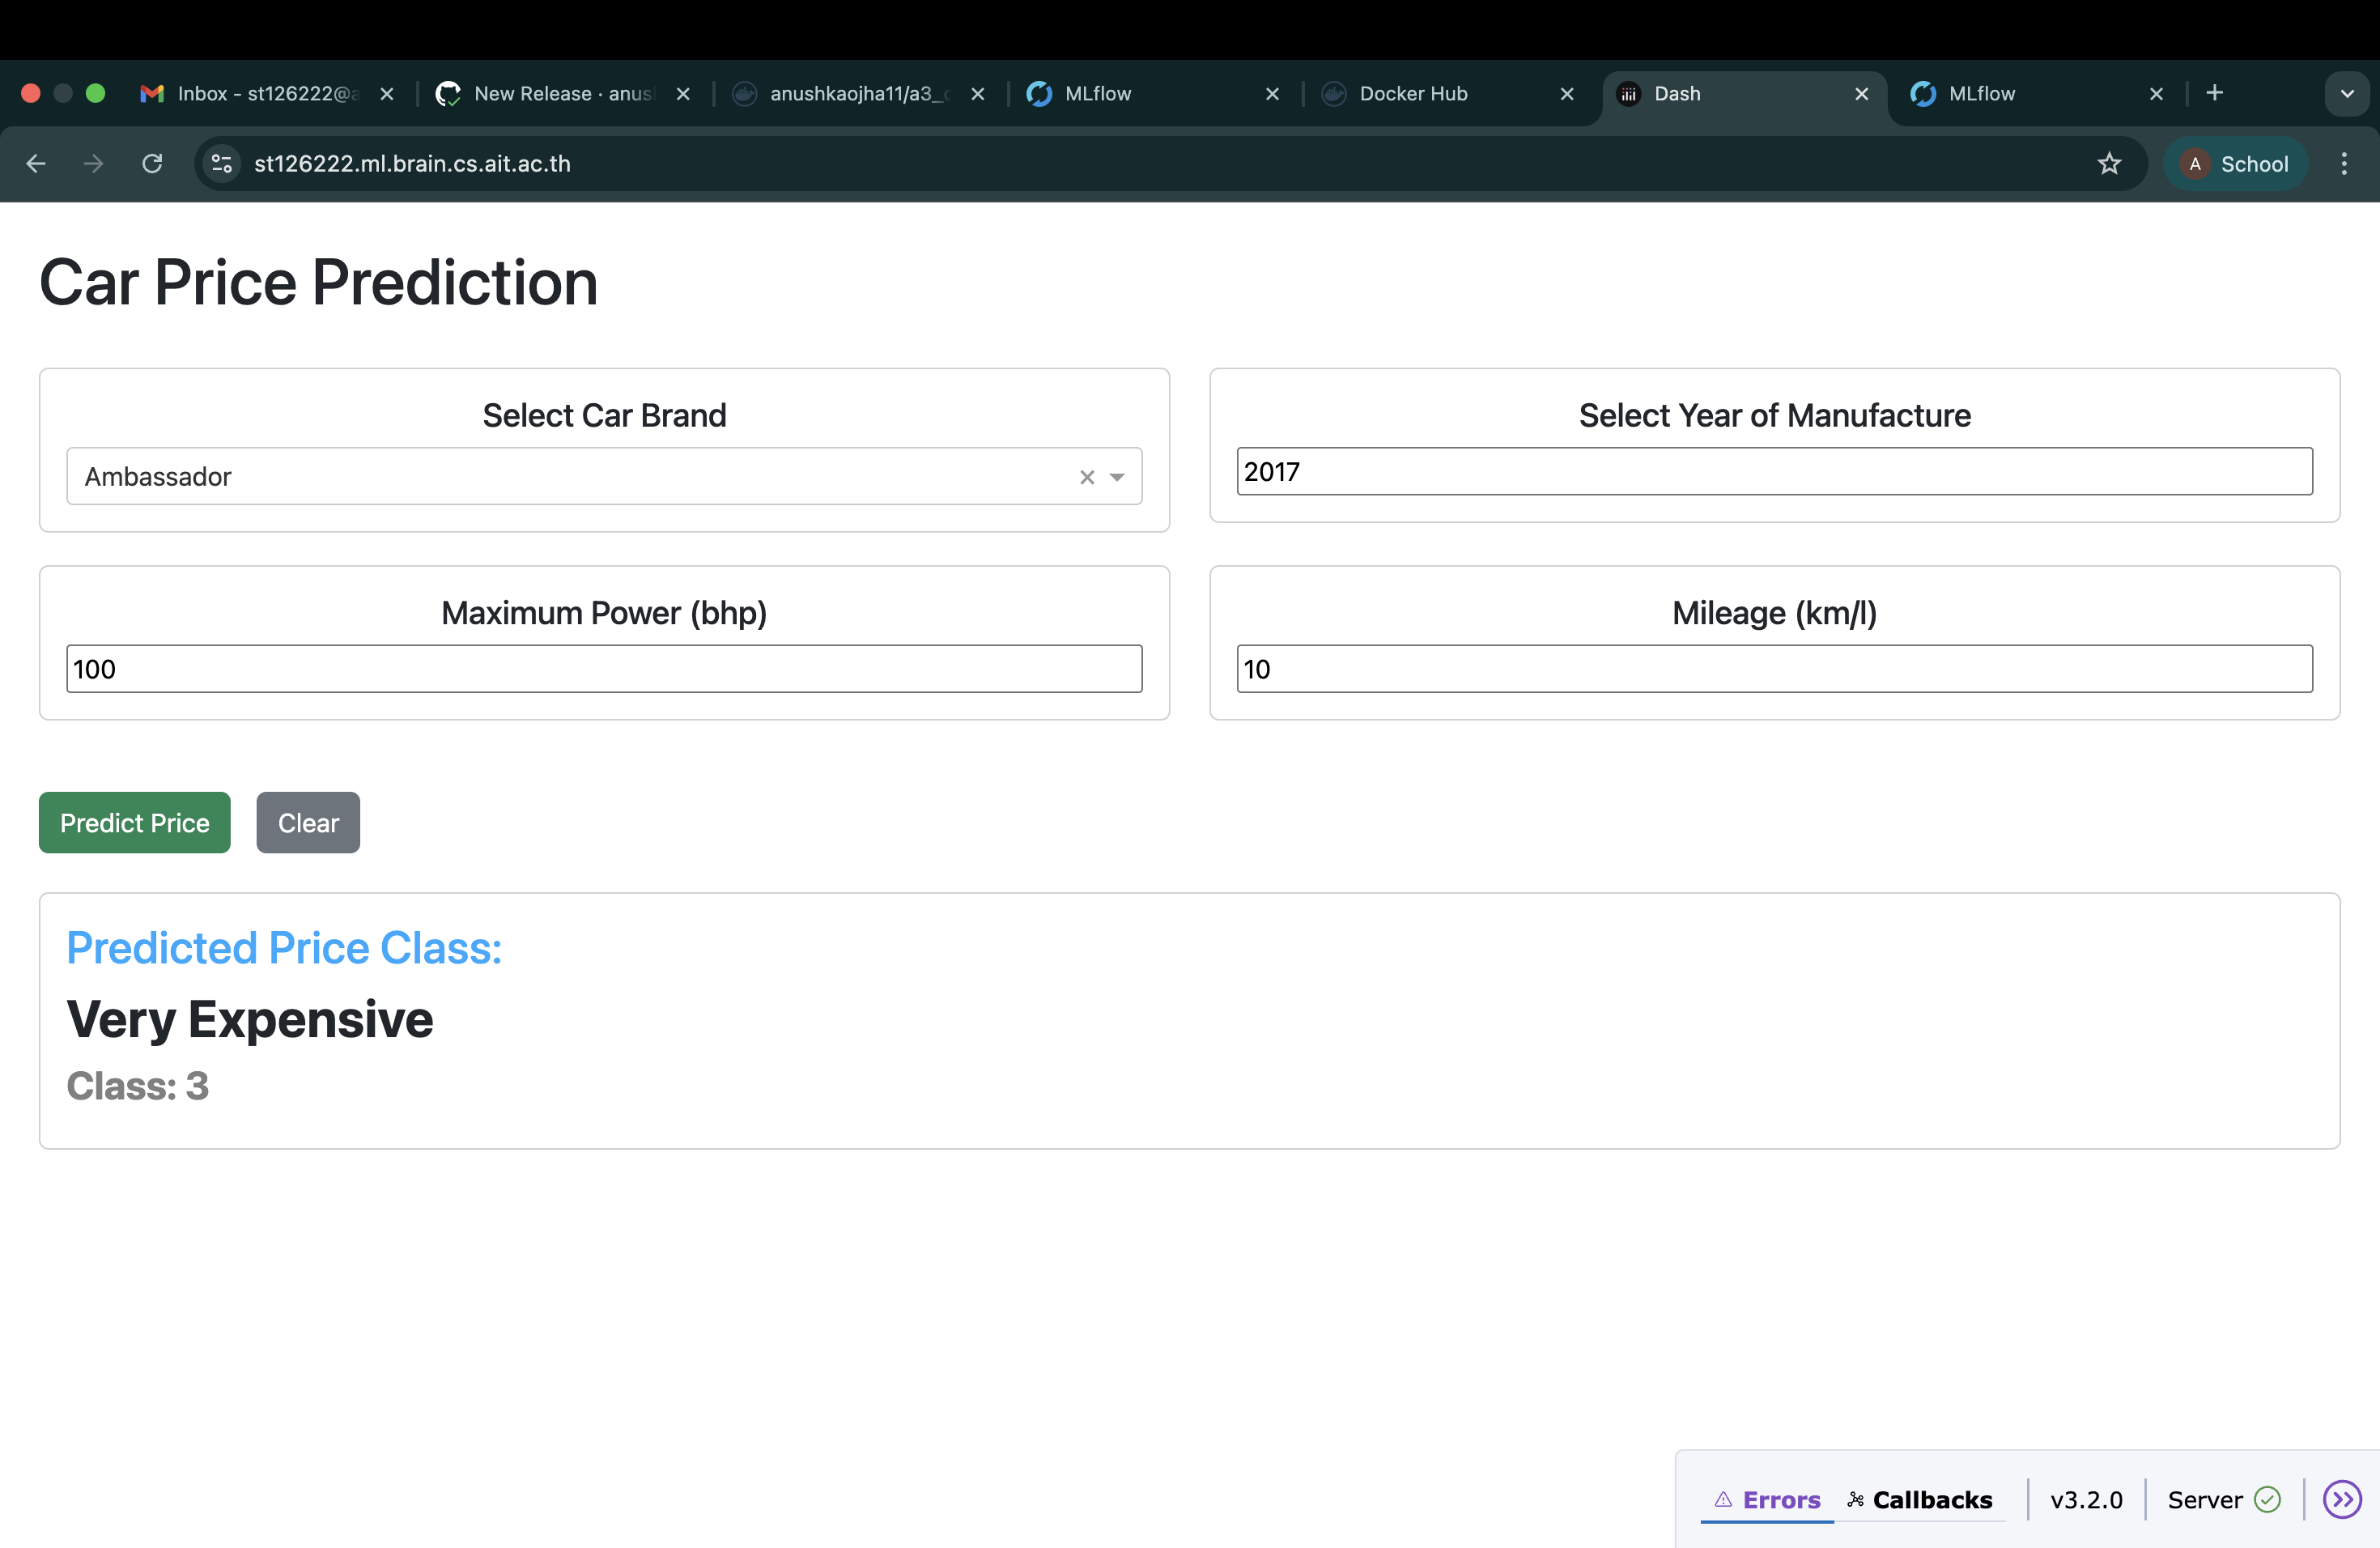 Inbox - st126222@a
New Release · anus
anushkaojha11/a3_
MLflow
Docker Hub
Dash
MLflow
st126222.ml.brain.cs.ait.ac.th
A School
Car Price Prediction
Select Car Brand
Ambassador
Select Year of Manufacture
2017
Maximum Power (bhp)
100
Mileage (km/l)
10
Predict Price
Clear
Predicted Price Class:
Very Expensive
Class: 3
Errors
Callbacks
v3.2.0
Server